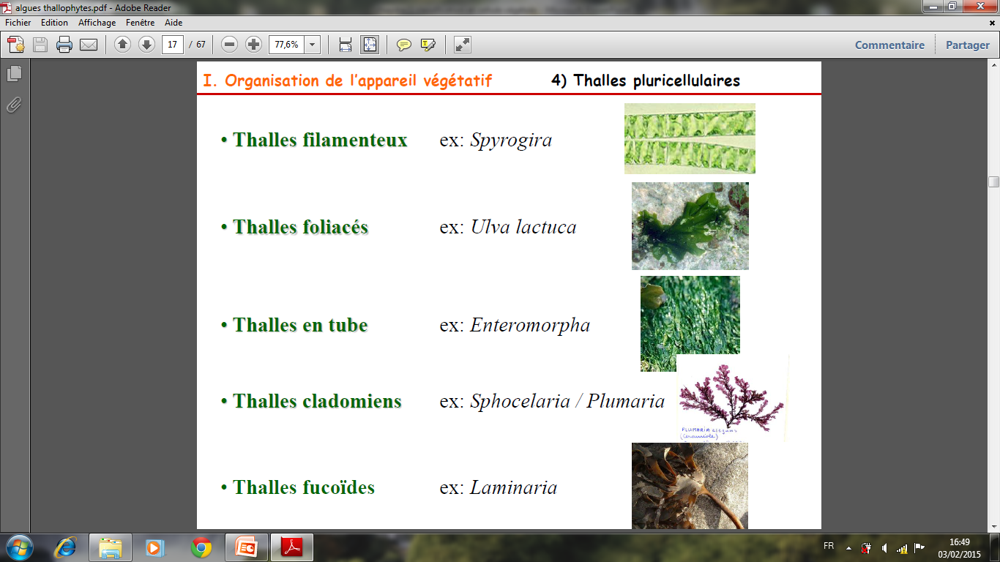 algues thallophytes.pdf - Adobe Reader
Fichier Edition Affichage Fenêtre Aide
17 / 67 77,6% Commentaire Partager
I. Organisation de l'appareil végétatif 4) Thalles pluricellulaires
• Thalles filamenteux ex: Spyrogira
• Thalles foliacés ex: Ulva lactuca
• Thalles en tube ex: Enteromorpha
• Thalles cladomiens ex: Sphocelaria / Plumaria
PLUMARIA elegans
(Ceramiale)
• Thalles fucoïdes ex: Laminaria
FR 16:49
03/02/2015